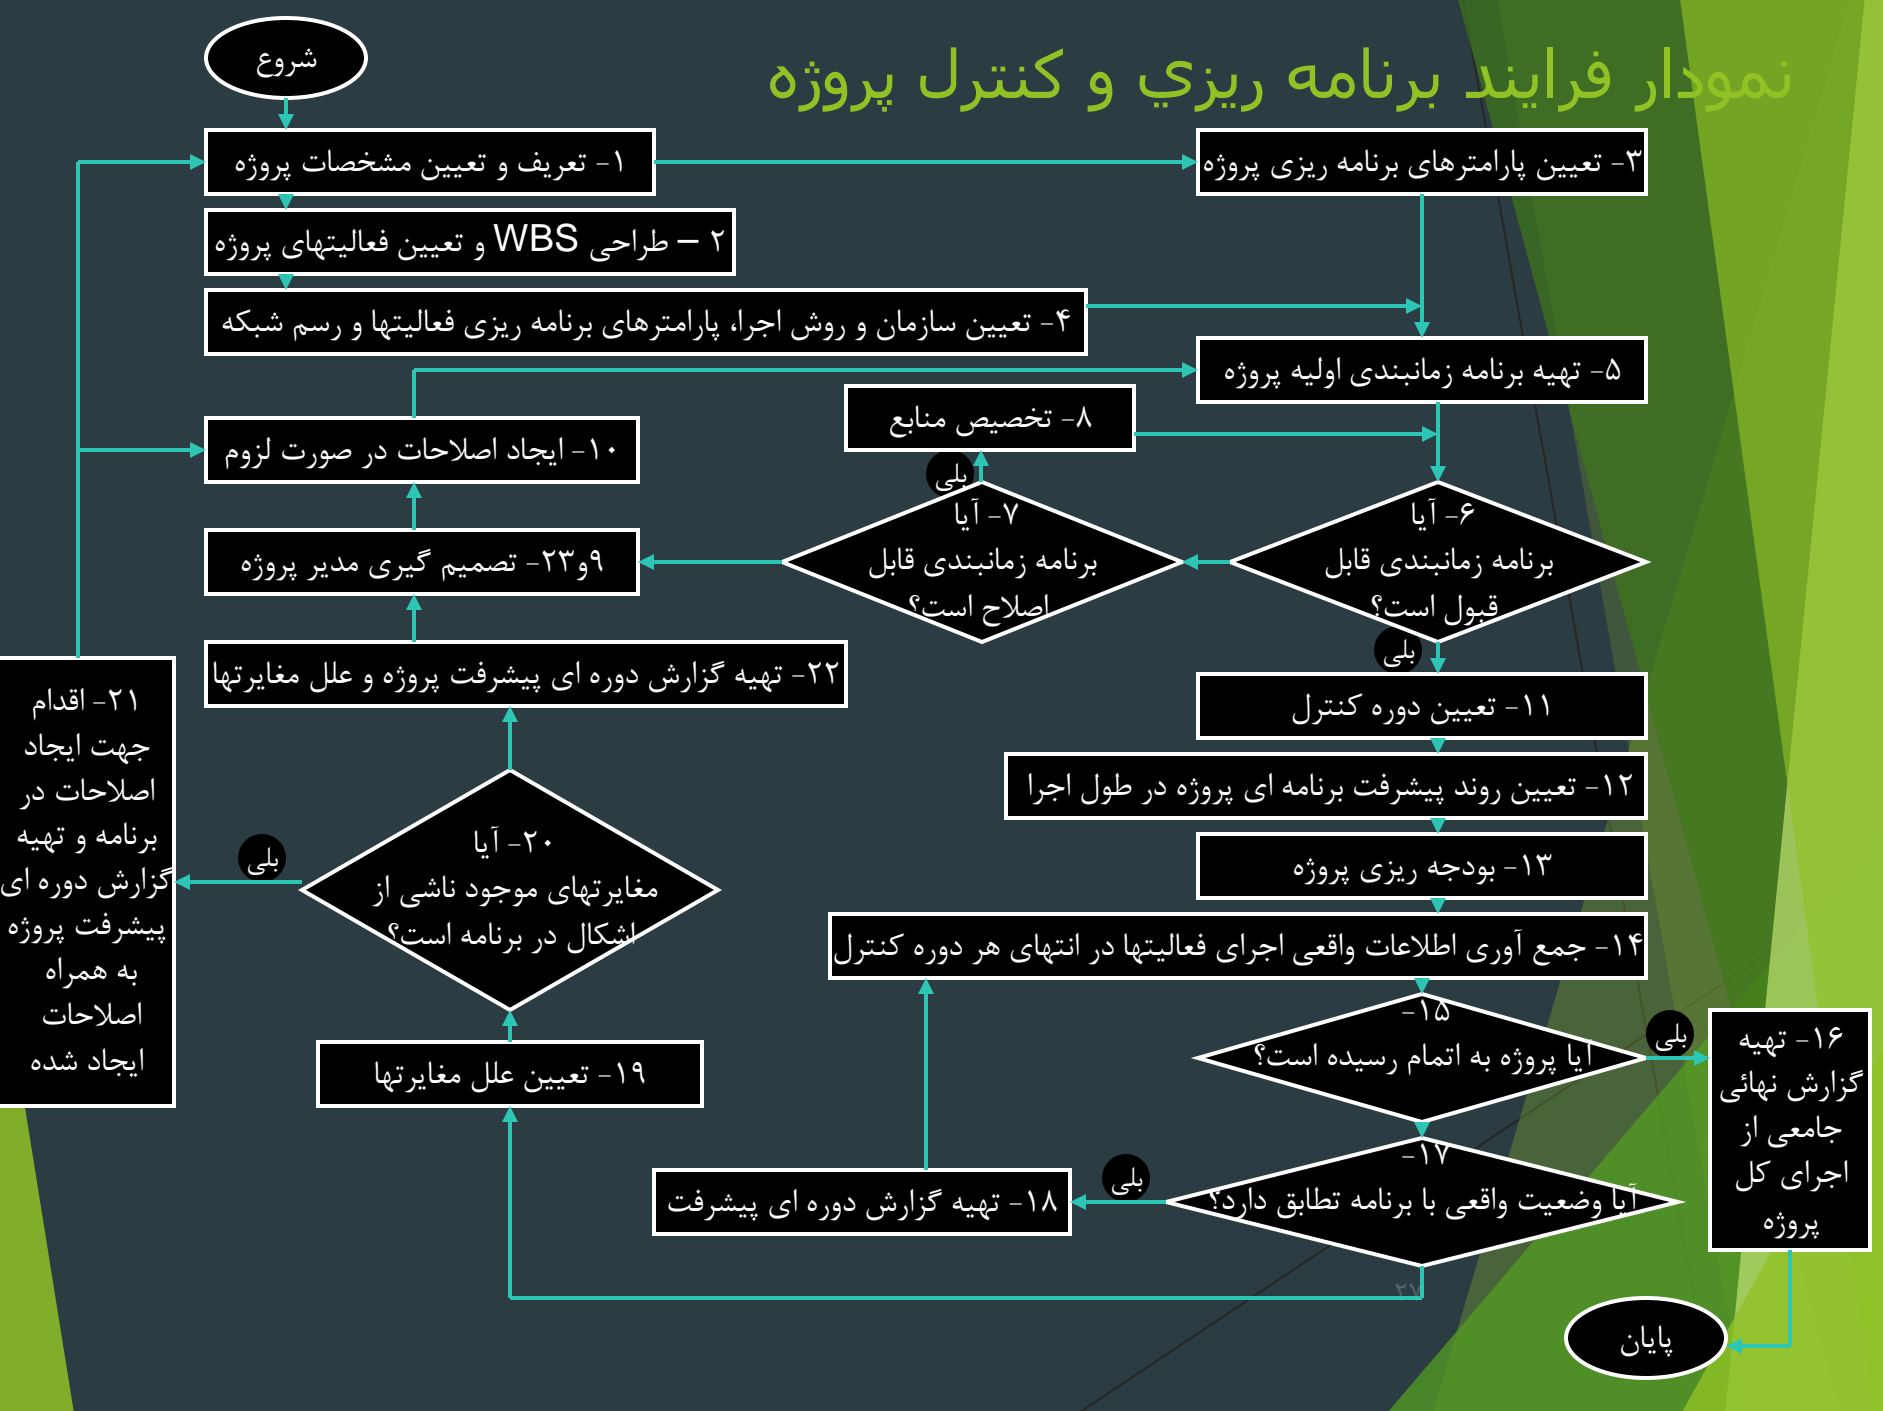 نمودار فرايند برنامه ريزي و كنترل پروژه
شروع
۱- تعریف و تعیین مشخصات پروژه
۳- تعیین پارامترهای برنامه ریزی پروژه
۲ – طراحی WBS و تعیین فعالیتهای پروژه
۴- تعیین سازمان و روش اجرا، پارامترهای برنامه ریزی فعالیتها و رسم شبکه
۵- تهیه برنامه زمانبندی اولیه پروژه
۸- تخصیص منابع
۱۰- ایجاد اصلاحات در صورت لزوم
بلی
۶- آیا
برنامه زمانبندی قابل
قبول است؟
۷- آیا
برنامه زمانبندی قابل
اصلاح است؟
۹و۲۳- تصمیم گیری مدیر پروژه
بلی
۲۲- تهیه گزارش دوره ای پیشرفت پروژه و علل مغایرتها
۱۱- تعیین دوره کنترل
۱۲- تعیین روند پیشرفت برنامه ای پروژه در طول اجرا
۱۳- بودجه ریزی پروژه
۲۱- اقدام
جهت ایجاد
اصلاحات در
برنامه و تهیه
گزارش دوره ای
پیشرفت پروژه
به همراه
اصلاحات
ایجاد شده
بلی
۲۰- آیا
مغایرتهای موجود ناشی از
اشکال در برنامه است؟
۱۴- جمع آوری اطلاعات واقعی اجرای فعالیتها در انتهای هر دوره کنترل
۱۵-
آیا پروژه به اتمام رسیده است؟
بلی
۱۶- تهیه
گزارش نهائی
جامعی از
اجرای کل
پروژه
۱۹- تعیین علل مغایرتها
۱۷-
آیا وضعیت واقعی با برنامه تطابق دارد؟
بلی
۱۸- تهیه گزارش دوره ای پیشرفت
۲۷
پایان